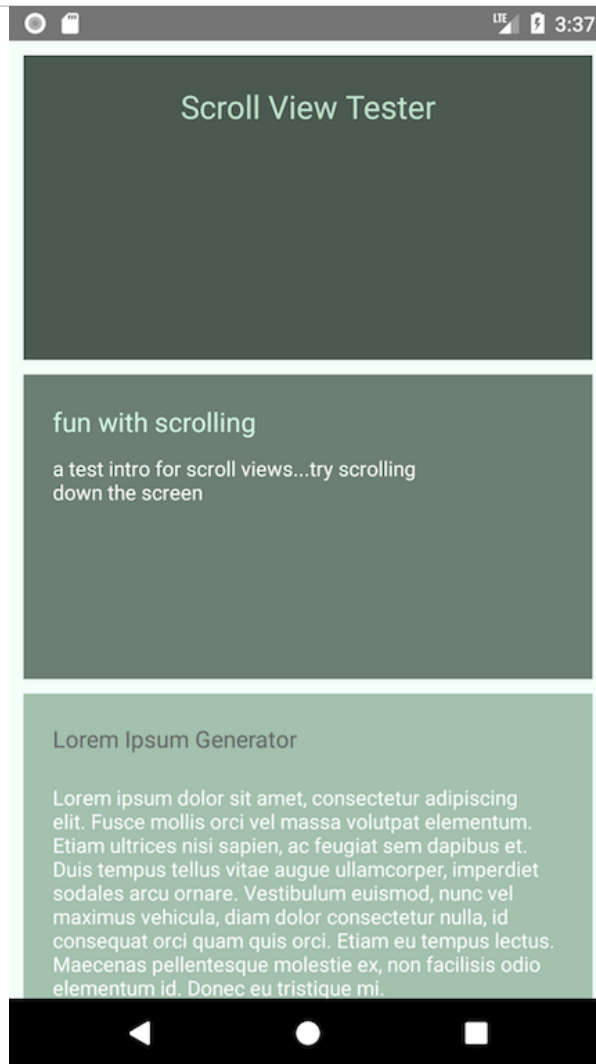 LTE 3:37
Scroll View Tester
fun with scrolling
a test intro for scroll views...try scrolling
down the screen
Lorem Ipsum Generator
Lorem ipsum dolor sit amet, consectetur adipiscing
elit. Fusce mollis orci vel massa volutpat elementum.
Etiam ultrices nisi sapien, ac feugiat sem dapibus et.
Duis tempus tellus vitae augue ullamcorper, imperdiet
sodales arcu ornare. Vestibulum euismod, nunc vel
maximus vehicula, diam dolor consectetur nulla, id
consequat orci quam quis orci. Etiam eu tempus lectus.
Maecenas pellentesque molestie ex, non facilisis odio
elementum id. Donec eu tristique mi.